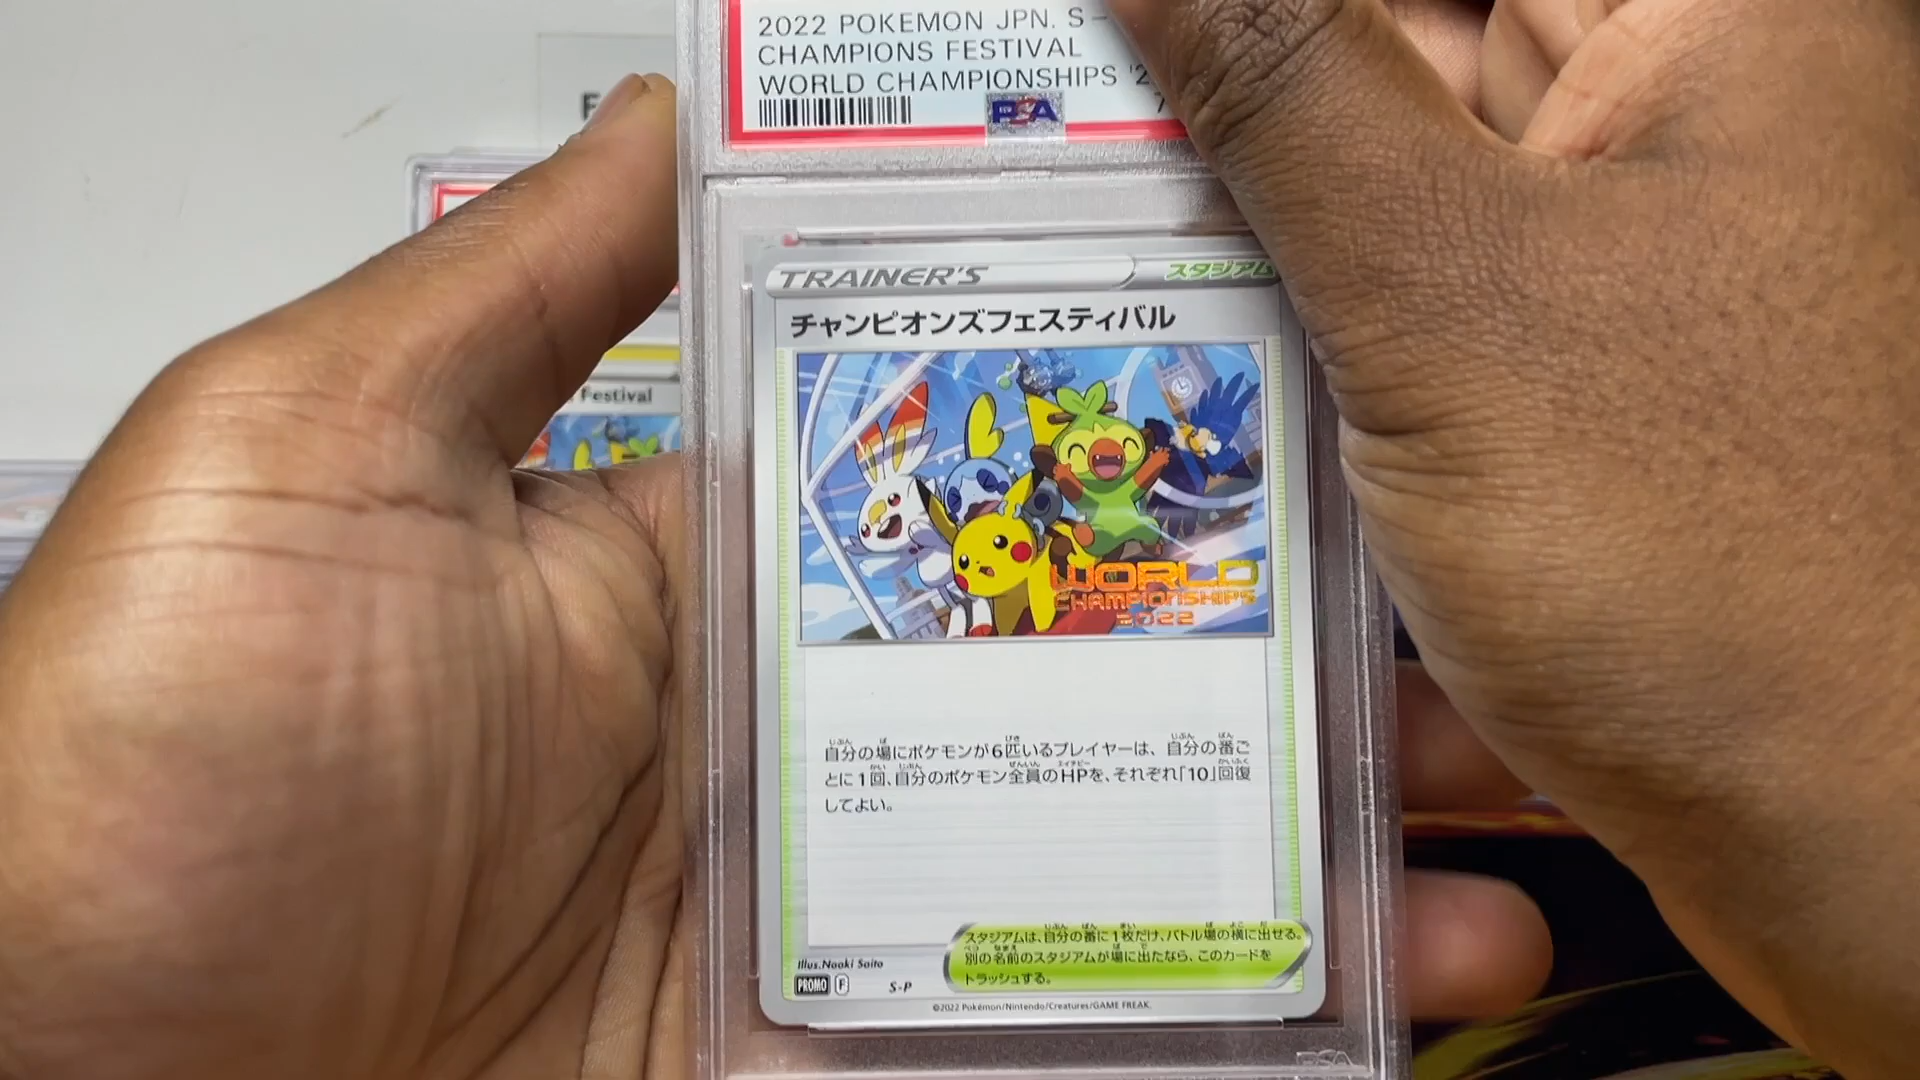 2022 POKEMON JPN. S-
CHAMPIONS FESTIVAL
WORLD CHAMPIONSHIPS '2
PSA
Festival
TRAINER'S スタジアム
チャンピオンズフェスティバル
WORLD
CHAMPIONSHIPS
2022
自分の場にポケモンが6匹いるプレイヤーは、自分の番ご
とに1回、自分のポケモン全員のHPを、それぞれ「10」回復
してよい。
スタジアムは、自分の番に1枚だけ、バトル場の横に出せる。
別の名前のスタジアムが場に出たなら、このカードを
トラッシュする。
Illus.Naoki Saito
PROMO F S-P
©2022 Pokémon/Nintendo/Creatures/GAME FREAK.
PSA